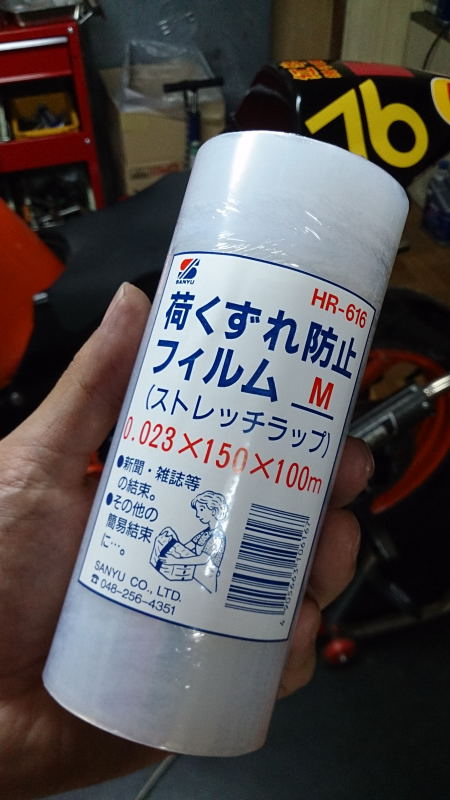 76
SANYU
HR-616
荷くずれ防止
フィルム M
(ストレッチラップ)
0.023×150×100m
●新聞・雑誌等
の結束。
●その他の
簡易結束
に…。
SANYU CO., LTD.
☎048-256-4351